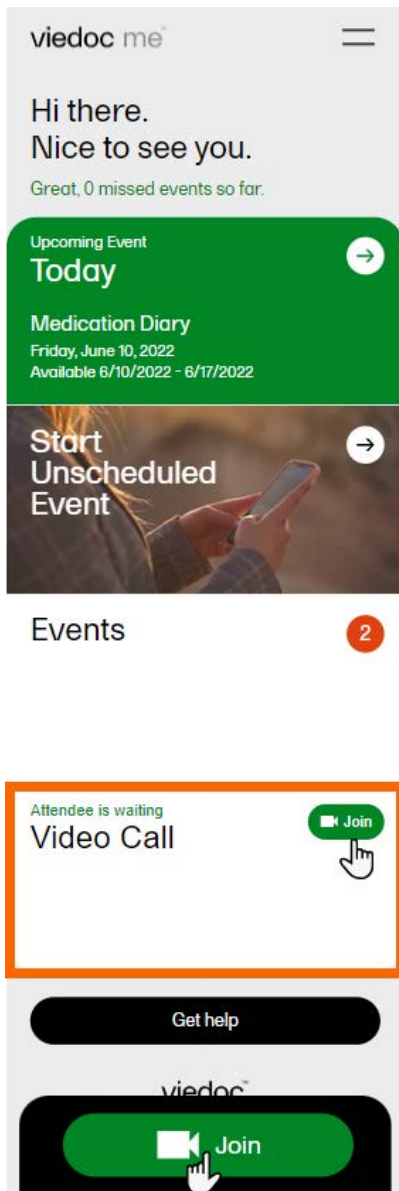 viedoc me™
Hi there.
Nice to see you.
Great, 0 missed events so far.
Upcoming Event
Today
Medication Diary
Friday, June 10, 2022
Available 6/10/2022 - 6/17/2022
Start
Unscheduled
Event
Events
2
Attendee is waiting
Video Call
Join
Get help
viedoc™
Join